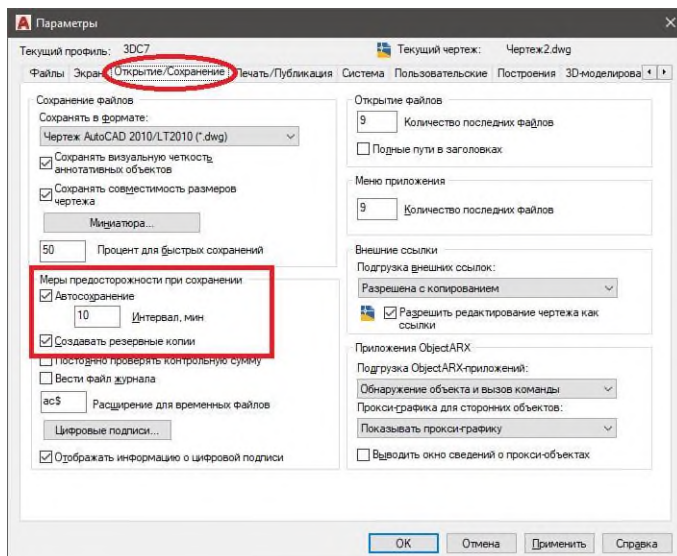 Параметры
Текущий профиль: 3DC7
Текущий чертеж: Чертеж2.dwg
Файлы Экран Открытие/Сохранение Печать/Публикация Система Пользовательские Построения 3D-моделирова
Сохранение файлов
Сохранять в формате:
Чертеж AutoCAD 2010/LT2010 (*.dwg)
Сохранять визуальную четкость
аннотативных объектов
Сохранять совместимость размеров
чертежа
Миниатюра...
50 Процент для быстрых сохранений
Меры предосторожности при сохранении
Автосохранение
10 Интервал, мин
Создавать резервные копии
Постоянно проверять контрольную сумму
Вести файл журнала
ac$ Расширение для временных файлов
Цифровые подписи...
Отображать информацию о цифровой подписи
Открытие файлов
9 Количество последних файлов
Полные пути в заголовках
Меню приложения
9 Количество последних файлов
Внешние ссылки
Подгрузка внешних ссылок:
Разрешена с копированием
Разрешить редактирование чертежа как
ссылки
Приложения ObjectARX
Подгрузка ObjectARX-приложений:
Обнаружение объекта и вызов команды
Прокси-графика для сторонних объектов:
Показывать прокси-графику
Выводить окно сведений о прокси-объектах
OK Отмена Применить Справка